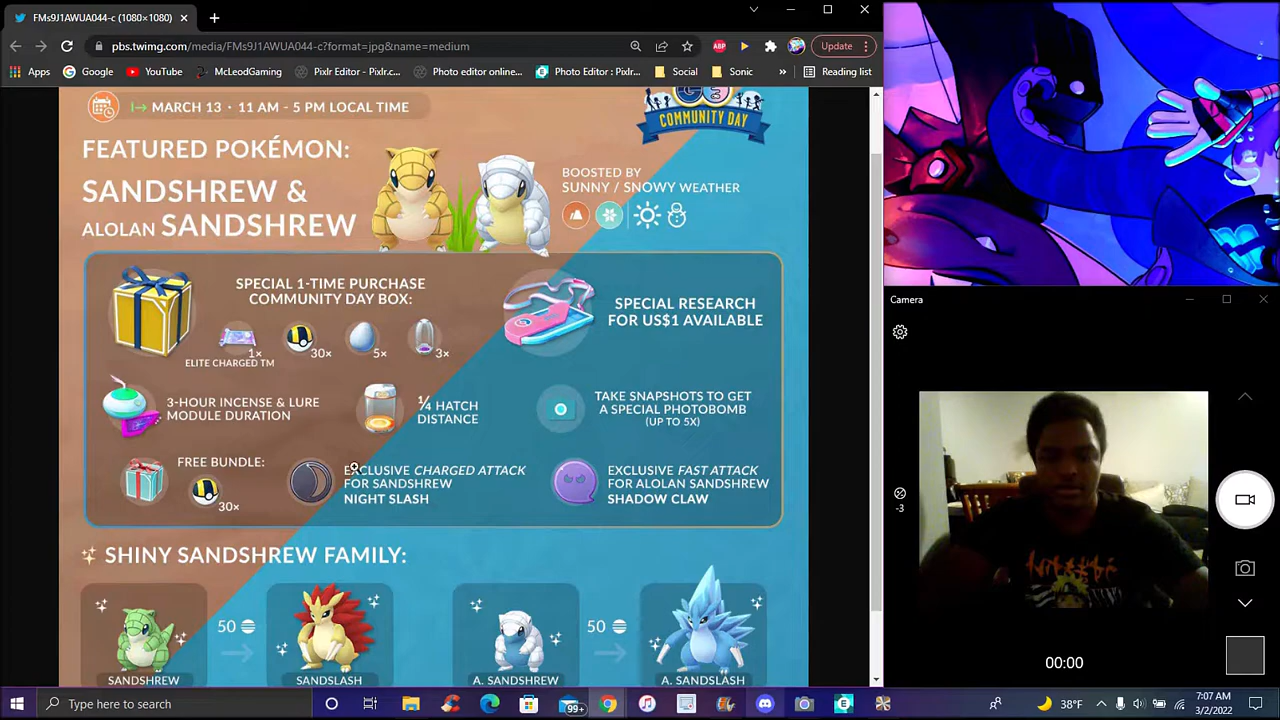 FMs9J1AWUA044-c (1080×1080)
pbs.twimg.com/media/FMs9J1AWUA044-c?format=jpg&name=medium
ABP
Update
Apps
Google
YouTube
McLeodGaming
Pixlr Editor - Pixlr.c...
Photo editor online...
Photo Editor : Pixlr...
Social
Sonic
»
Reading list
MARCH 13 · 11 AM - 5 PM LOCAL TIME
COMMUNITY DAY
FEATURED POKÉMON:
SANDSHREW &
ALOLAN SANDSHREW
BOOSTED BY
SUNNY / SNOWY WEATHER
SPECIAL 1-TIME PURCHASE
COMMUNITY DAY BOX:
1×
30×
5×
3×
ELITE CHARGED TM
SPECIAL RESEARCH
FOR US$1 AVAILABLE
3-HOUR INCENSE & LURE
MODULE DURATION
¼ HATCH
DISTANCE
TAKE SNAPSHOTS TO GET
A SPECIAL PHOTOBOMB
(UP TO 5X)
FREE BUNDLE:
30×
EXCLUSIVE CHARGED ATTACK
FOR SANDSHREW
NIGHT SLASH
EXCLUSIVE FAST ATTACK
FOR ALOLAN SANDSHREW
SHADOW CLAW
SHINY SANDSHREW FAMILY:
50
50
SANDSHREW
SANDSLASH
A. SANDSHREW
A. SANDSLASH
Camera
-3
00:00
Type here to search
99+
38°F
7:07 AM
3/2/2022